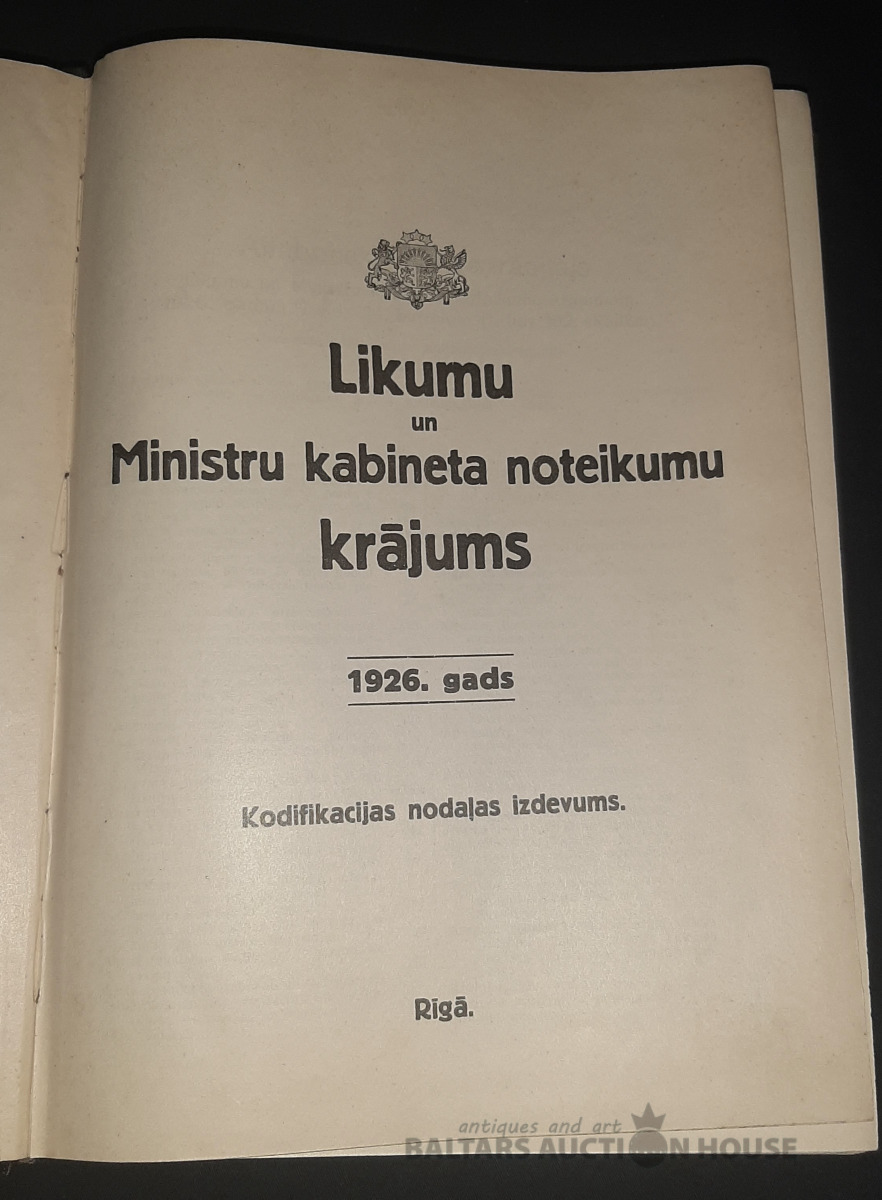 Likumu
un
Ministru kabineta noteikumu
krājums
1926. gads
Kodifikacijas nodaļas izdevums.
Rīgā.
antiques and art
BALTARS AUCTION HOUSE